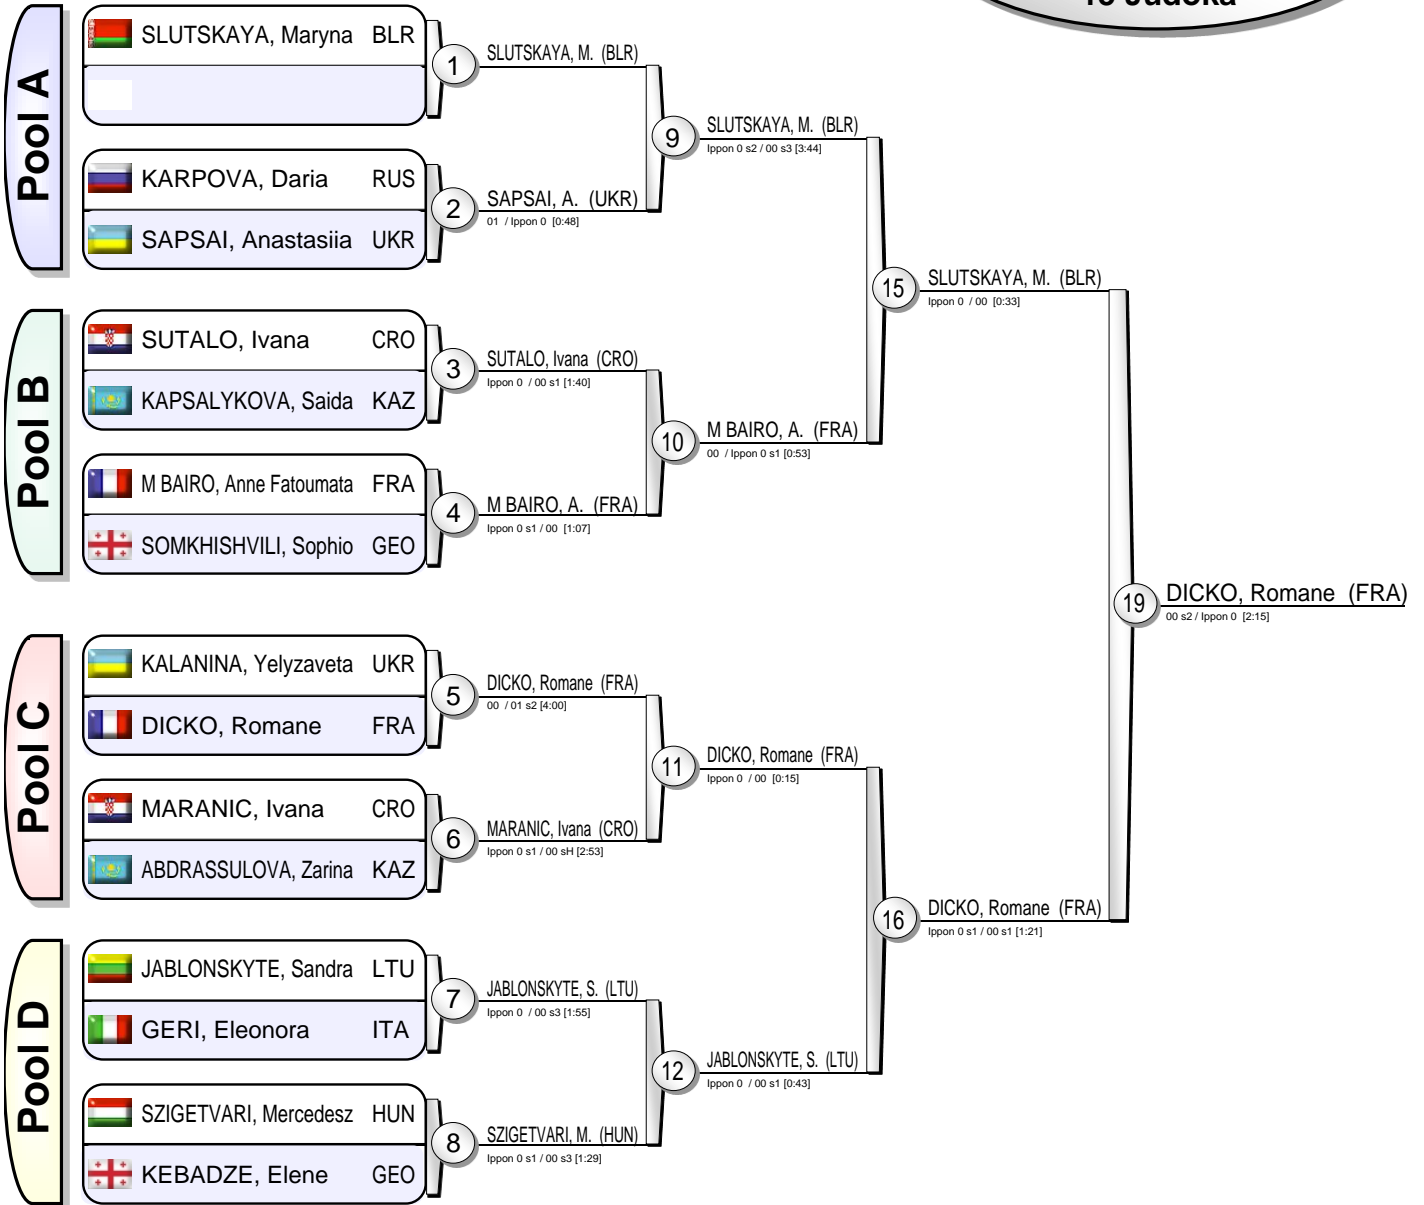 15 Judoka
Pool A
SLUTSKAYA, Maryna BLR
KARPOVA, Daria RUS
SAPSAI, Anastasiia UKR
Pool B
SUTALO, Ivana CRO
KAPSALYKOVA, Saida KAZ
M BAIRO, Anne Fatoumata FRA
SOMKHISHVILI, Sophio GEO
Pool C
KALANINA, Yelyzaveta UKR
DICKO, Romane FRA
MARANIC, Ivana CRO
ABDRASSULOVA, Zarina KAZ
Pool D
JABLONSKYTE, Sandra LTU
GERI, Eleonora ITA
SZIGETVARI, Mercedesz HUN
KEBADZE, Elene GEO
1 SLUTSKAYA, M. (BLR)
2 SAPSAI, A. (UKR)
01 / Ippon 0 [0:48]
3 SUTALO, Ivana (CRO)
Ippon 0 / 00 s1 [1:40]
4 M BAIRO, A. (FRA)
Ippon 0 s1 / 00 [1:07]
5 DICKO, Romane (FRA)
00 / 01 s2 [4:00]
6 MARANIC, Ivana (CRO)
Ippon 0 s1 / 00 sH [2:53]
7 JABLONSKYTE, S. (LTU)
Ippon 0 / 00 s3 [1:55]
8 SZIGETVARI, M. (HUN)
Ippon 0 s1 / 00 s3 [1:29]
9 SLUTSKAYA, M. (BLR)
Ippon 0 s2 / 00 s3 [3:44]
10 M BAIRO, A. (FRA)
00 / Ippon 0 s1 [0:53]
11 DICKO, Romane (FRA)
Ippon 0 / 00 [0:15]
12 JABLONSKYTE, S. (LTU)
Ippon 0 / 00 s1 [0:43]
15 SLUTSKAYA, M. (BLR)
Ippon 0 / 00 [0:33]
16 DICKO, Romane (FRA)
Ippon 0 s1 / 00 s1 [1:21]
19 DICKO, Romane (FRA)
00 s2 / Ippon 0 [2:15]